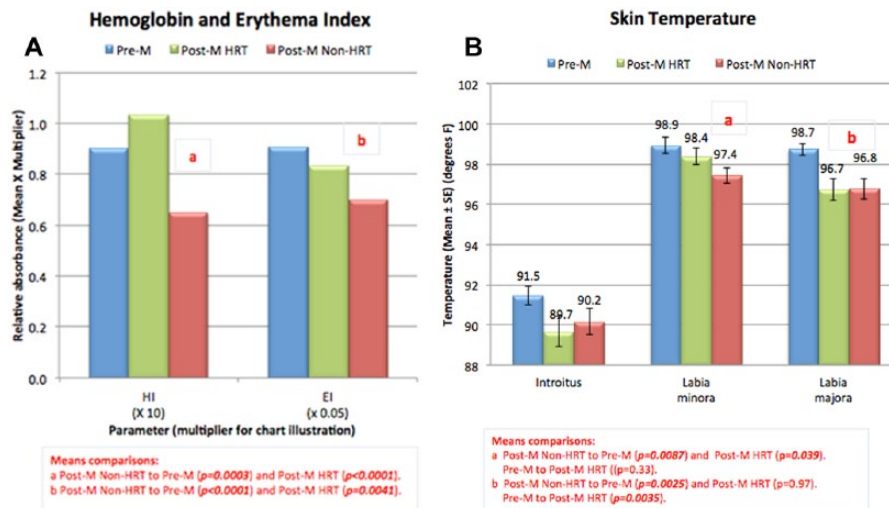 Hemoglobin and Erythema Index
A
Pre-M Post-M HRT Post-M Non-HRT
Relative absorbance (Mean X Multiplier)
1.2
1.0
0.8
0.6
0.4
0.2
0.0
a
b
HI
(X 10)
EI
(x 0.05)
Parameter (multiplier for chart illustration)
Means comparisons:
a Post-M Non-HRT to Pre-M (p=0.0003) and Post-M HRT (p<0.0001).
b Post-M Non-HRT to Pre-M (p<0.0001) and Post-M HRT (p=0.0041).
Skin Temperature
B
Pre-M Post-M HRT Post-M Non-HRT
Temperature (Mean ± SE) (degrees F)
102
100
98
96
94
92
90
88
91.5
89.7
90.2
98.9
98.4
97.4
a
98.7
96.7
96.8
b
Introitus
Labia
minora
Labia
majora
Means comparisons:
a Post-M Non-HRT to Pre-M (p=0.0087) and Post-M HRT (p=0.039).
Pre-M to Post-M HRT ((p=0.33).
b Post-M Non-HRT to Pre-M (p=0.0025) and Post-M HRT (p=0.97).
Pre-M to Post-M HRT (p=0.0035).